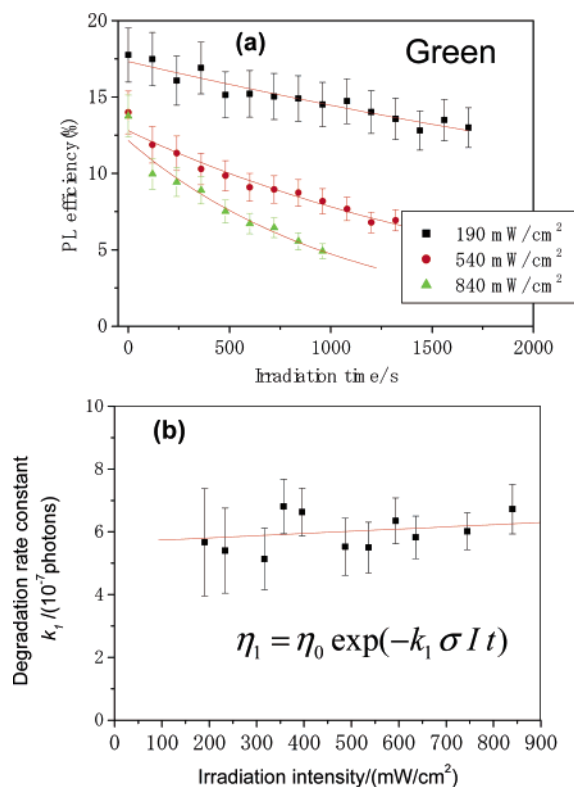 (a)
Green
20
15
10
5
0
PL efficiency(%)
190 mW/cm²
540 mW/cm²
840 mW/cm²
0 500 1000 1500 2000
Irradiation time/s
(b)
10
8
6
4
2
0
Degradation rate constant
k₁ /(10⁻⁷photons)
η₁ = η₀ exp(−k₁ σ I t)
0 100 200 300 400 500 600 700 800 900
Irradiation intensity/(mW/cm²)